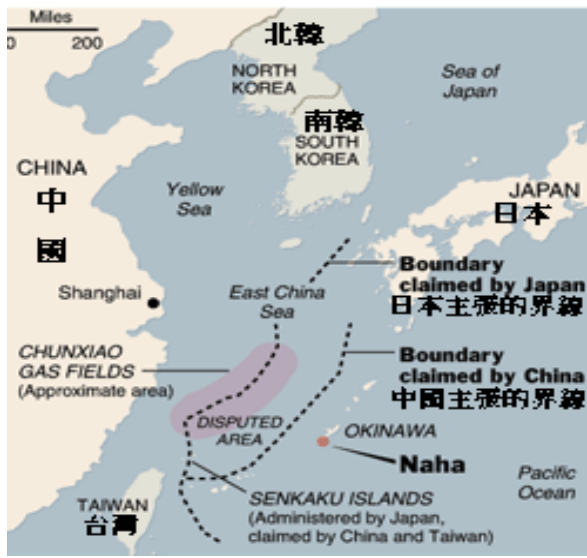 Miles
0 200
北韓
NORTH
KOREA
Sea of
Japan
南韓
SOUTH
KOREA
CHINA
中
國
Yellow
Sea
JAPAN
日本
Boundary
claimed by Japan
日本主張的界線
Shanghai
East China
Sea
CHUNXIAO
GAS FIELDS
(Approximate area)
Boundary
claimed by China
中國主張的界線
DISPUTED
AREA
OKINAWA
Naha
Pacific
Ocean
TAIWAN
台灣
SENKAKU ISLANDS
(Administered by Japan,
claimed by China and Taiwan)